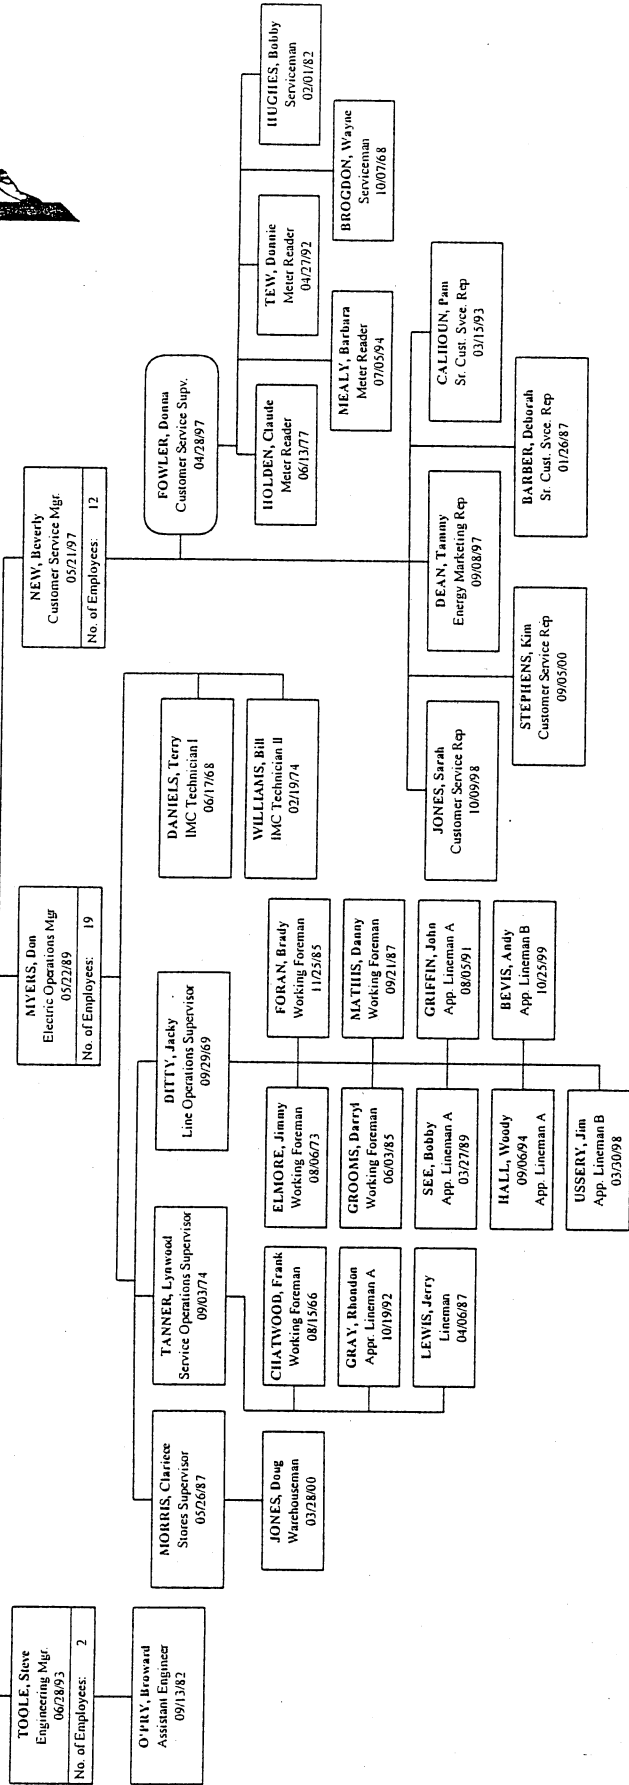 TOOLE, Steve
Engineering Mgr.
06/28/93
No. of Employees: 2
O'PRY, Broward
Assistant Engineer
09/13/82
MYERS, Don
Electric Operations Mgr
05/22/89
No. of Employees: 19
MORRIS, Clariece
Stores Supervisor
05/26/87
JONES, Doug
Warehouseman
03/28/00
TANNER, Lynwood
Service Operations Supervisor
09/03/74
CHATWOOD, Frank
Working Foreman
08/15/66
GRAY, Rhondon
Appr. Lineman A
10/19/92
LEWIS, Jerry
Lineman
04/06/87
DITTY, Jacky
Line Operations Supervisor
09/29/69
ELMORE, Jimmy
Working Foreman
08/06/73
FORAN, Brady
Working Foreman
11/25/85
GROOMS, Darryl
Working Foreman
06/03/85
MATHIS, Danny
Working Foreman
09/21/87
SEE, Bobby
App. Lineman A
03/27/89
GRIFFIN, John
App. Lineman A
08/05/91
HALL, Woody
09/06/94
App. Lineman A
BEVIS, Andy
App. Lineman B
10/25/99
USSERY, Jim
App. Lineman B
03/30/98
DANIELS, Terry
IMC Technician I
06/17/68
WILLIAMS, Bill
IMC Technician II
02/19/74
NEW, Beverly
Customer Service Mgr.
05/21/97
No. of Employees: 12
FOWLER, Donna
Customer Service Supv.
04/28/97
HOLDEN, Claude
Meter Reader
06/13/77
MEALY, Barbara
Meter Reader
07/05/94
TEW, Donnie
Meter Reader
04/27/92
BROGDON, Wayne
Serviceman
10/07/68
HUGHES, Bobby
Serviceman
02/01/82
JONES, Sarah
Customer Service Rep
10/09/98
STEPHENS, Kim
Customer Service Rep
09/05/00
DEAN, Tammy
Energy Marketing Rep
09/08/97
BARBER, Deborah
Sr. Cust. Svce. Rep
01/26/87
CALHOUN, Pam
Sr. Cust. Svce. Rep
03/15/93